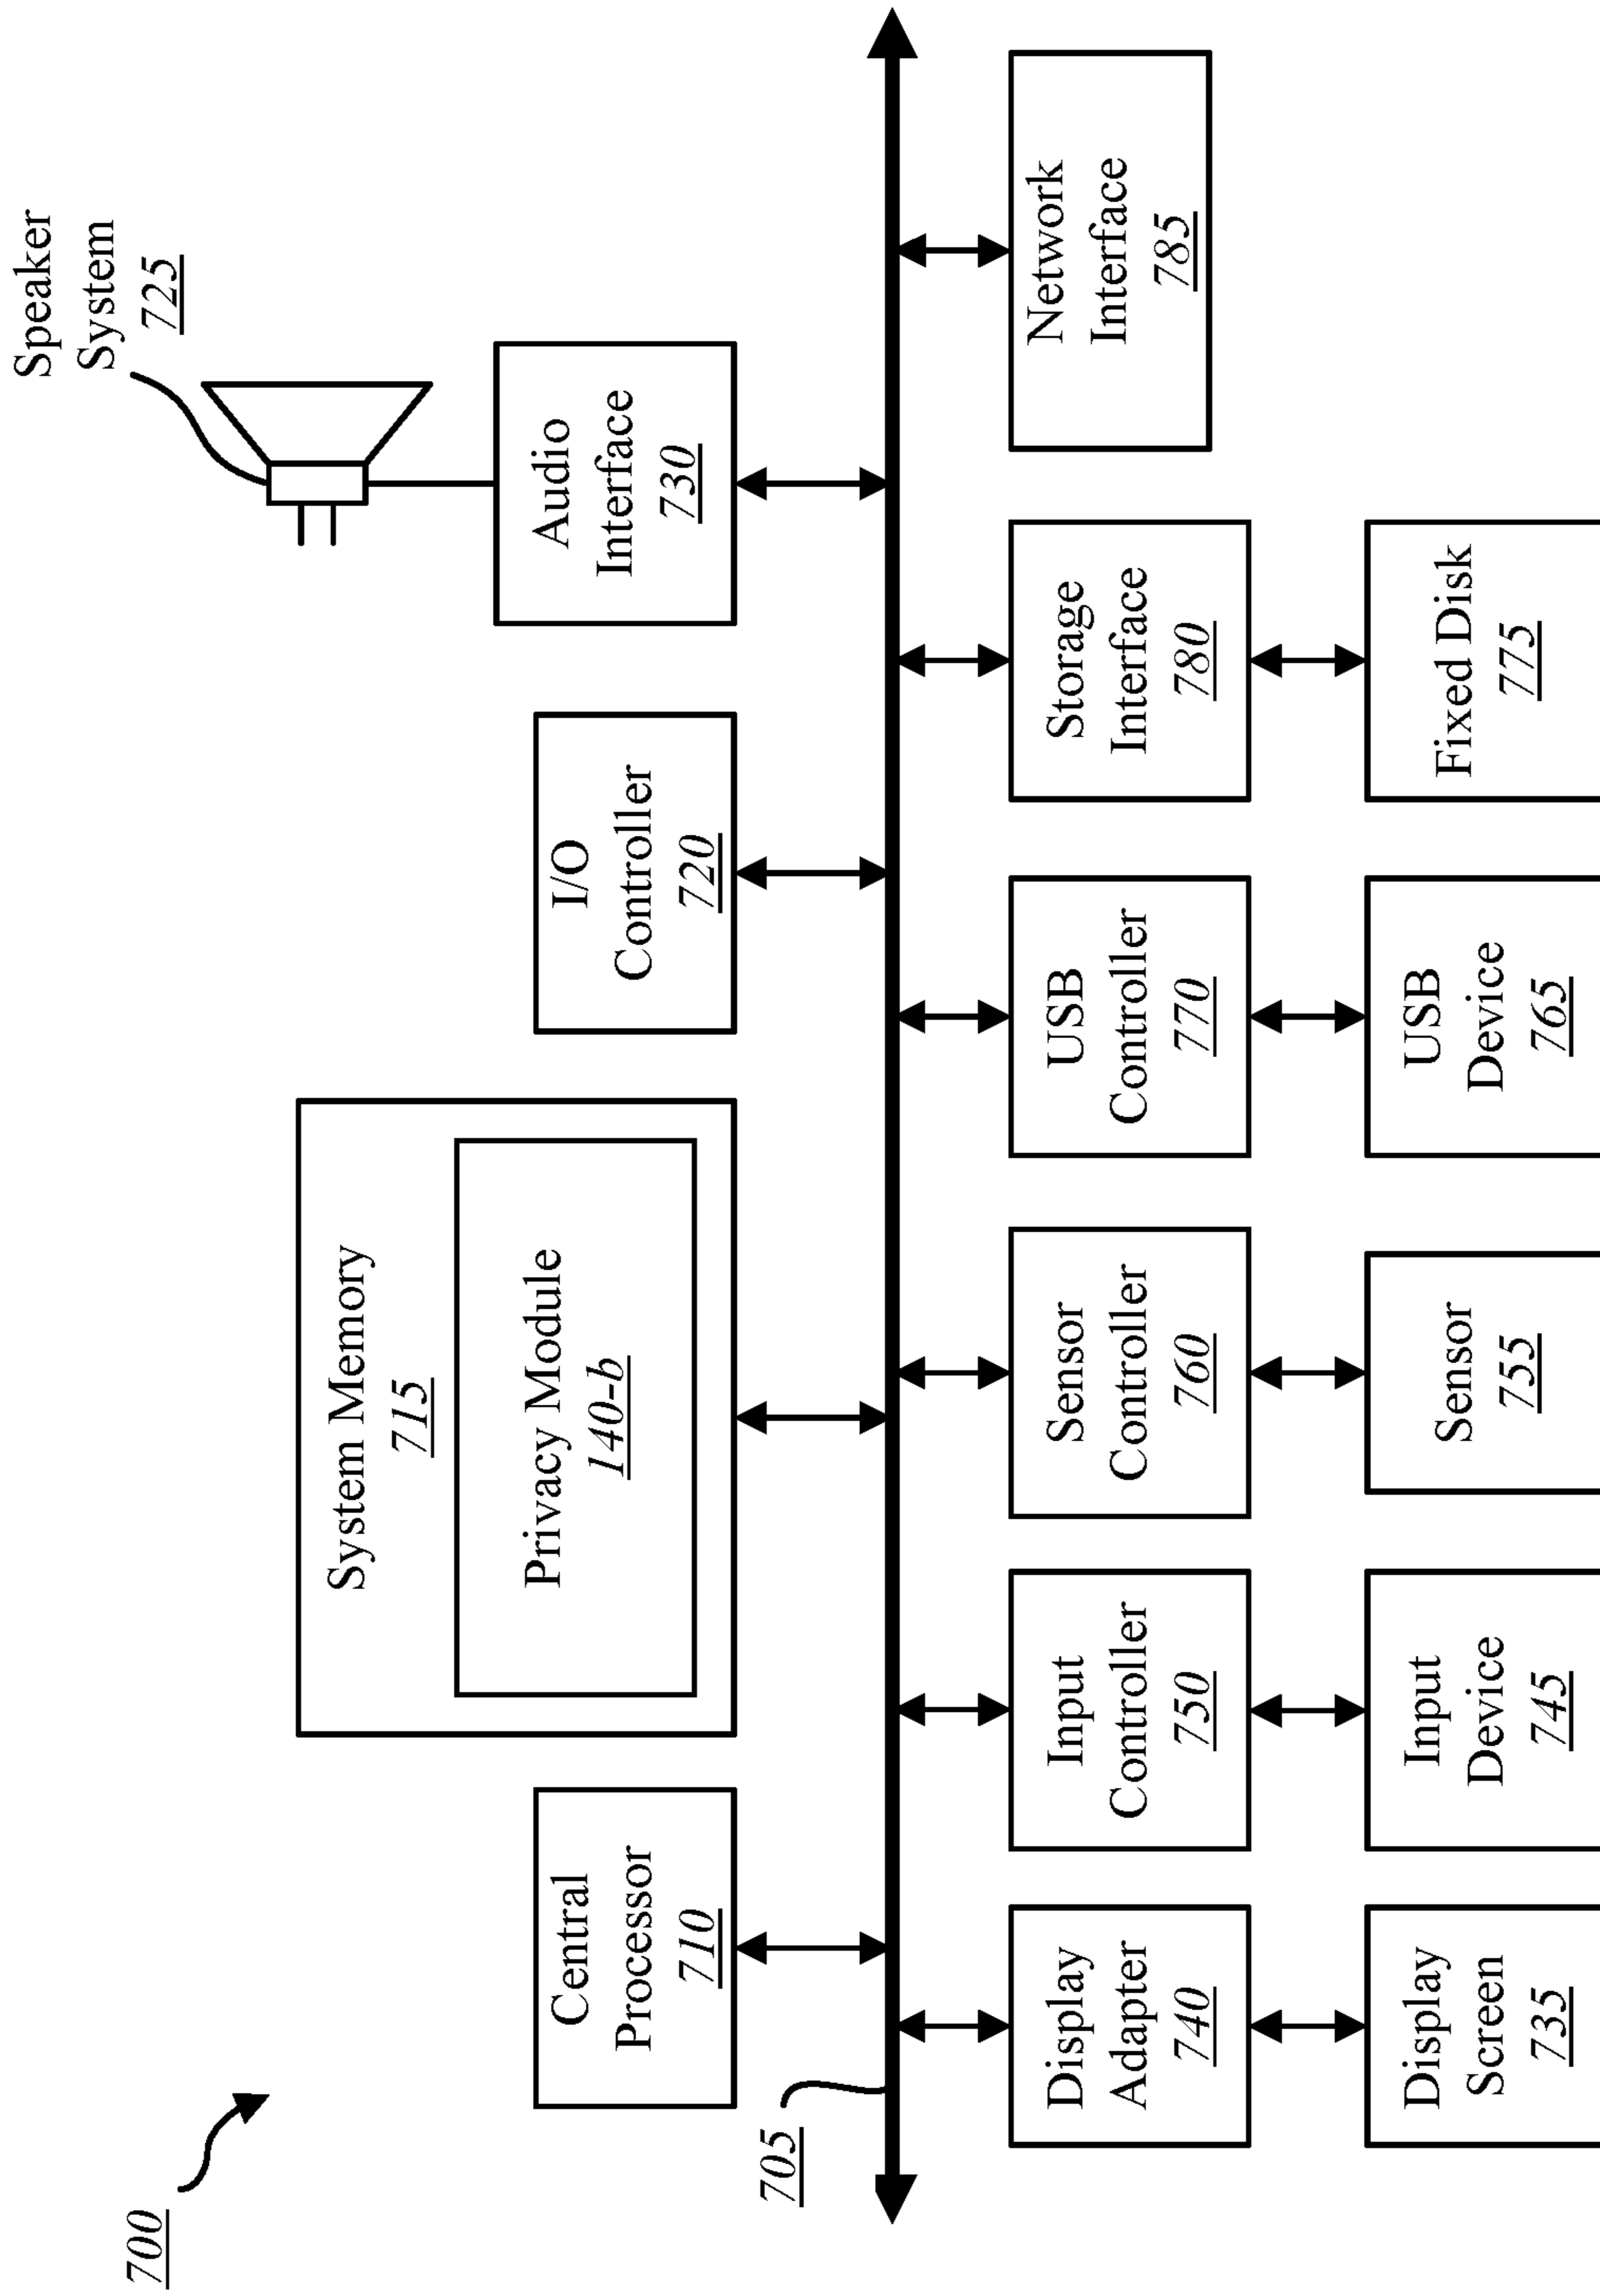 700
Speaker
System
725
Central
Processor
710
System Memory
715
Privacy Module
140-b
I/O
Controller
720
Audio
Interface
730
705
Display
Adapter
740
Input
Controller
750
Sensor
Controller
760
USB
Controller
770
Storage
Interface
780
Network
Interface
785
Display
Screen
735
Input
Device
745
Sensor
755
USB
Device
765
Fixed Disk
775